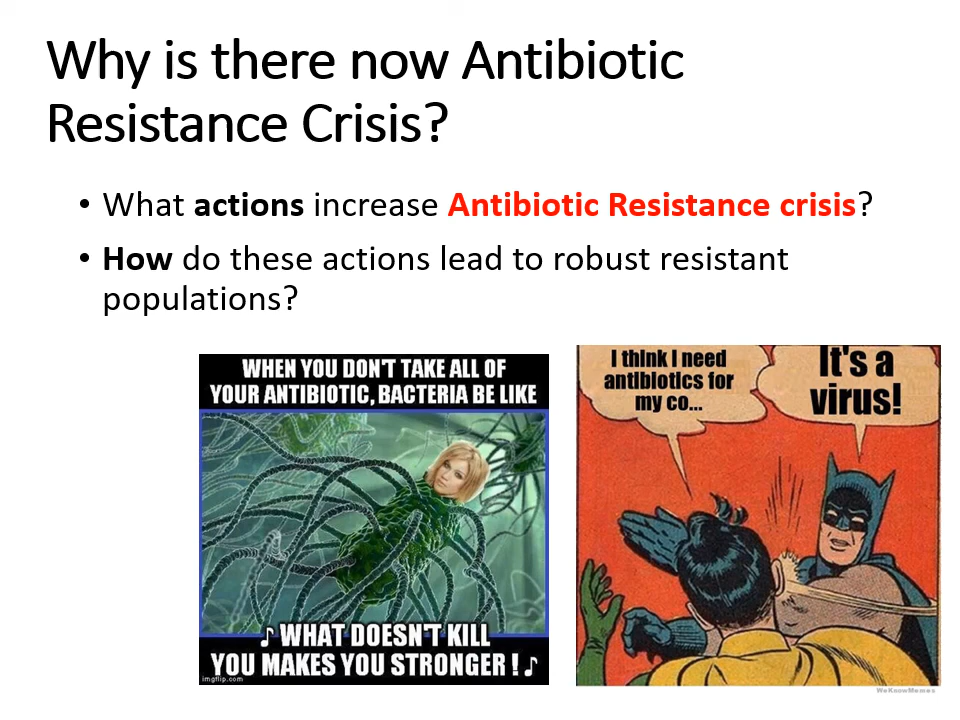 Why is there now Antibiotic
Resistance Crisis?
• What actions increase Antibiotic Resistance crisis?
• How do these actions lead to robust resistant
populations?
WHEN YOU DON'T TAKE ALL OF
YOUR ANTIBIOTIC, BACTERIA BE LIKE
♪ WHAT DOESN'T KILL
YOU MAKES YOU STRONGER ! ♪
imgflip.com
I think I need
antibiotics for
my co...
It's a
virus!
WeKnowMemes